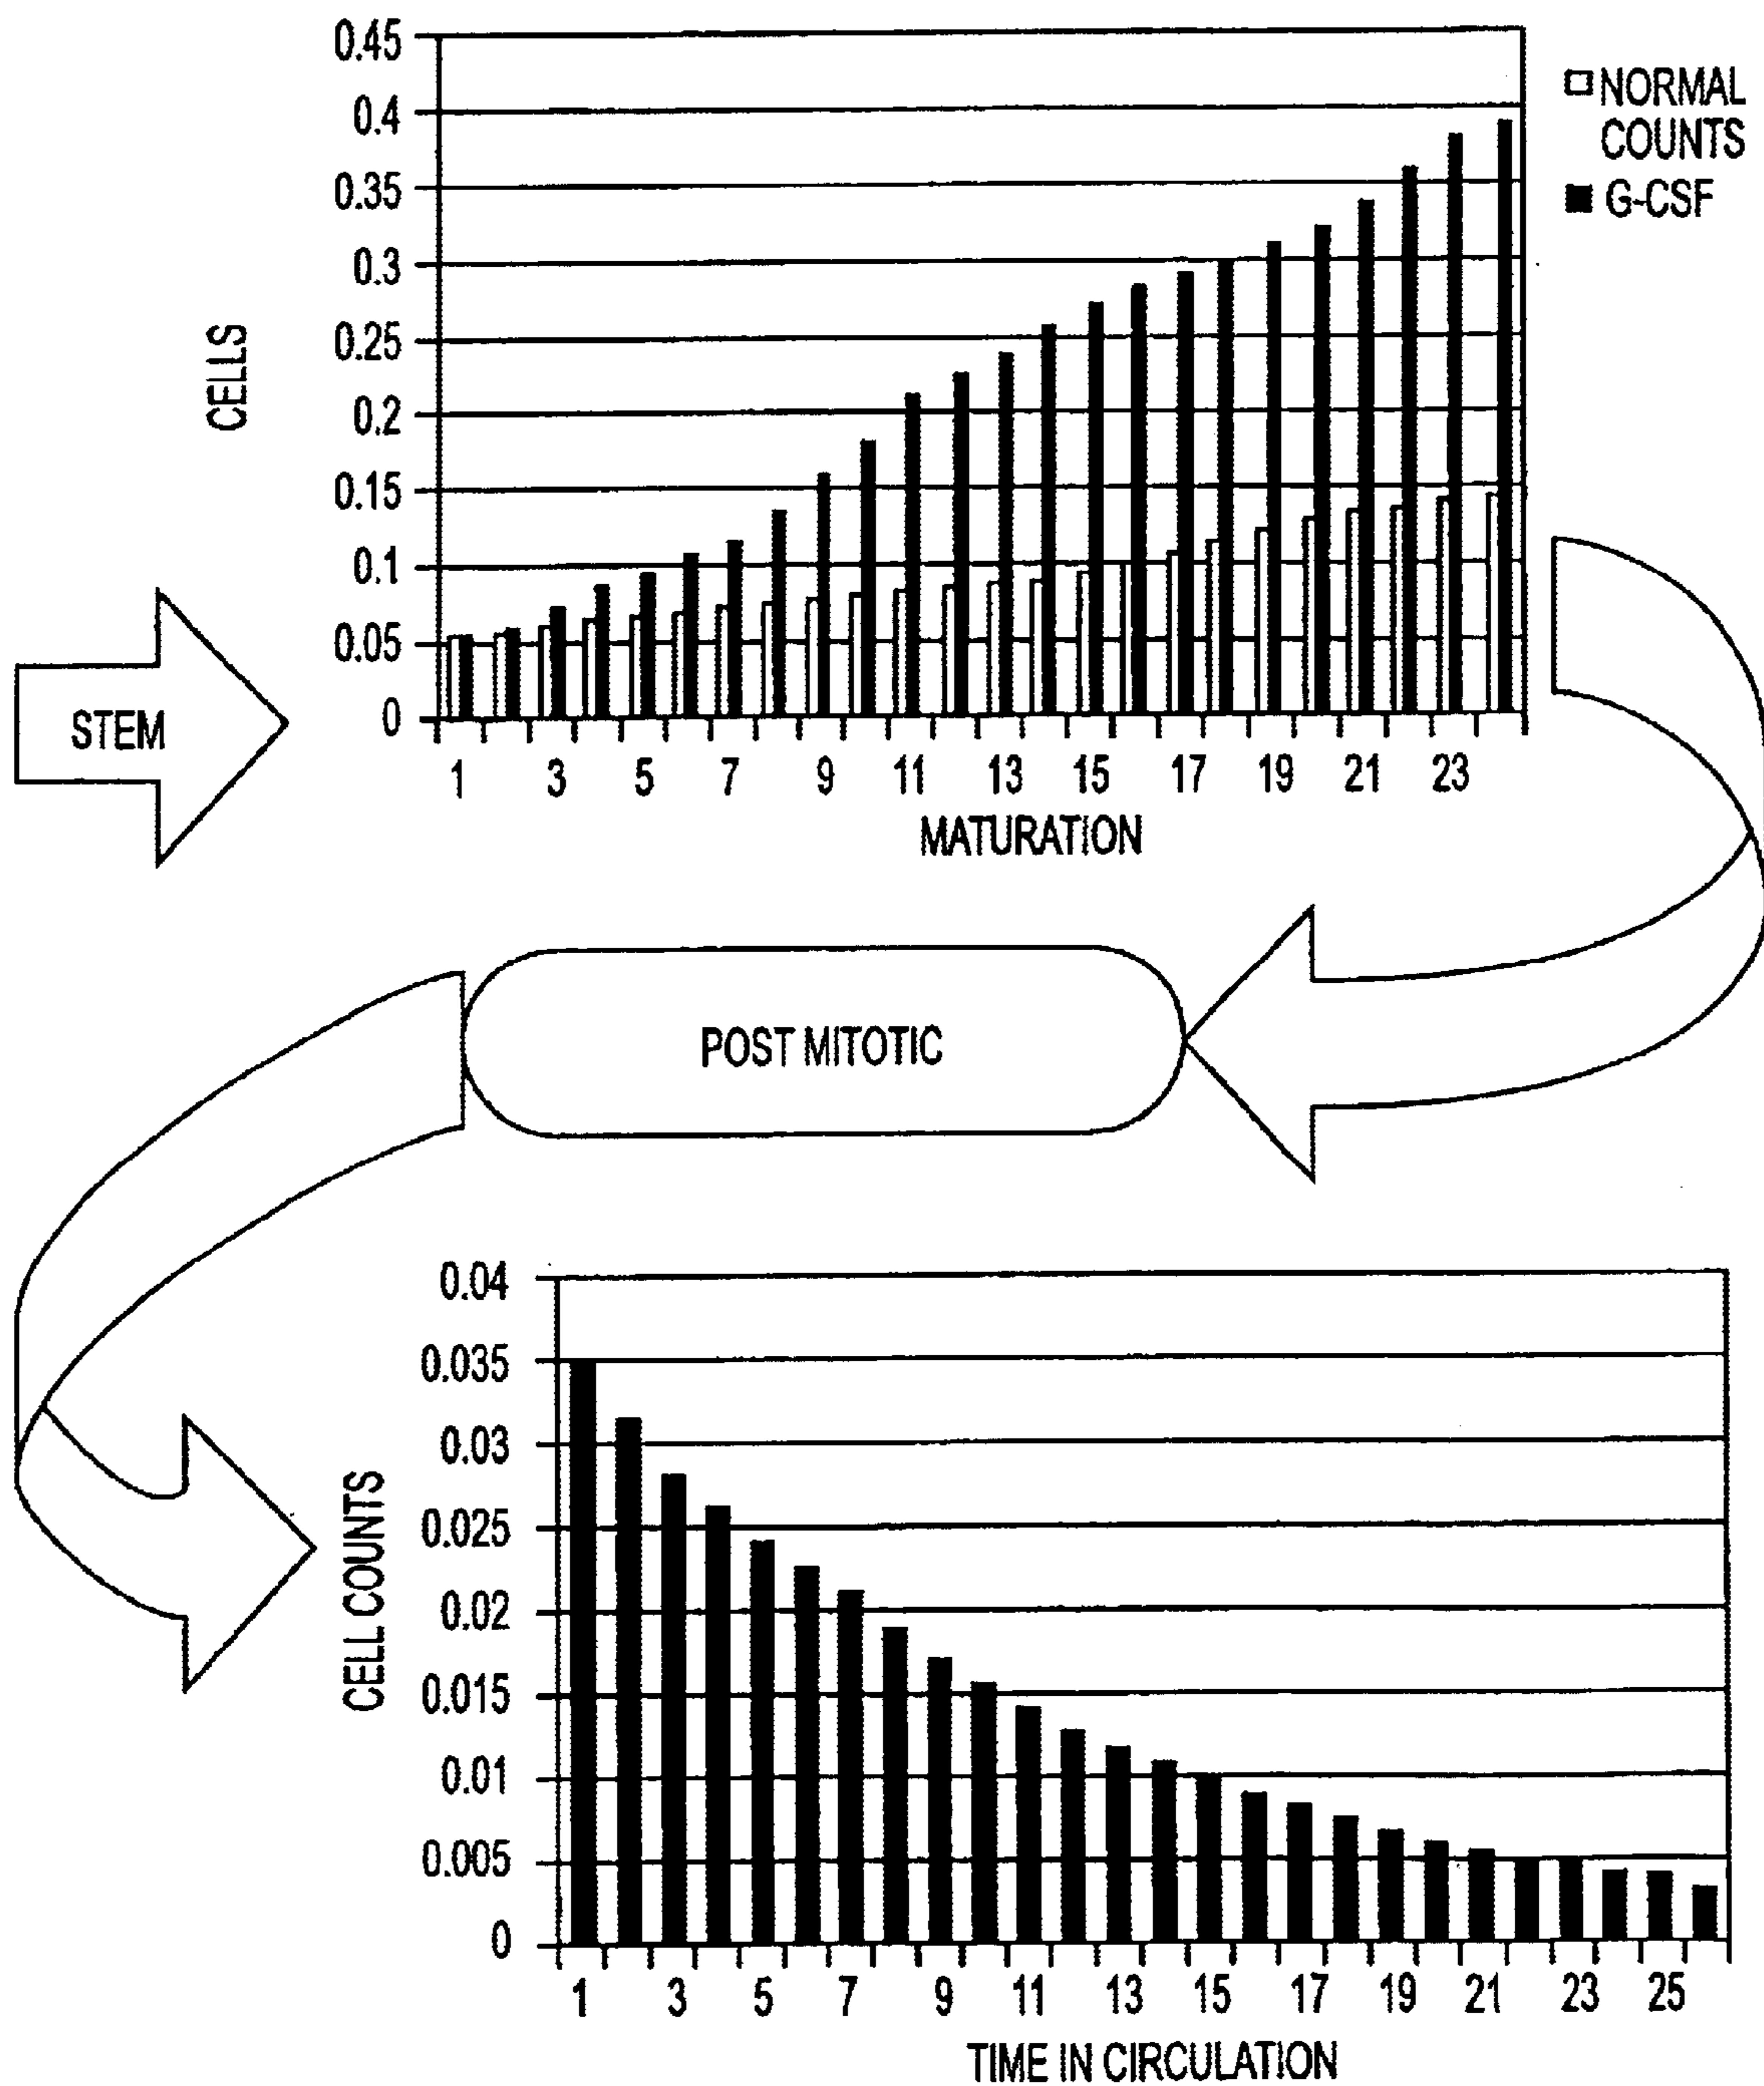 0.45
0.4
0.35
0.3
0.25
0.2
0.15
0.1
0.05
0
CELLS
NORMAL
COUNTS
G-CSF
1 3 5 7 9 11 13 15 17 19 21 23
MATURATION
STEM
POST MITOTIC
0.04
0.035
0.03
0.025
0.02
0.015
0.01
0.005
0
CELL COUNTS
1 3 5 7 9 11 13 15 17 19 21 23 25
TIME IN CIRCULATION